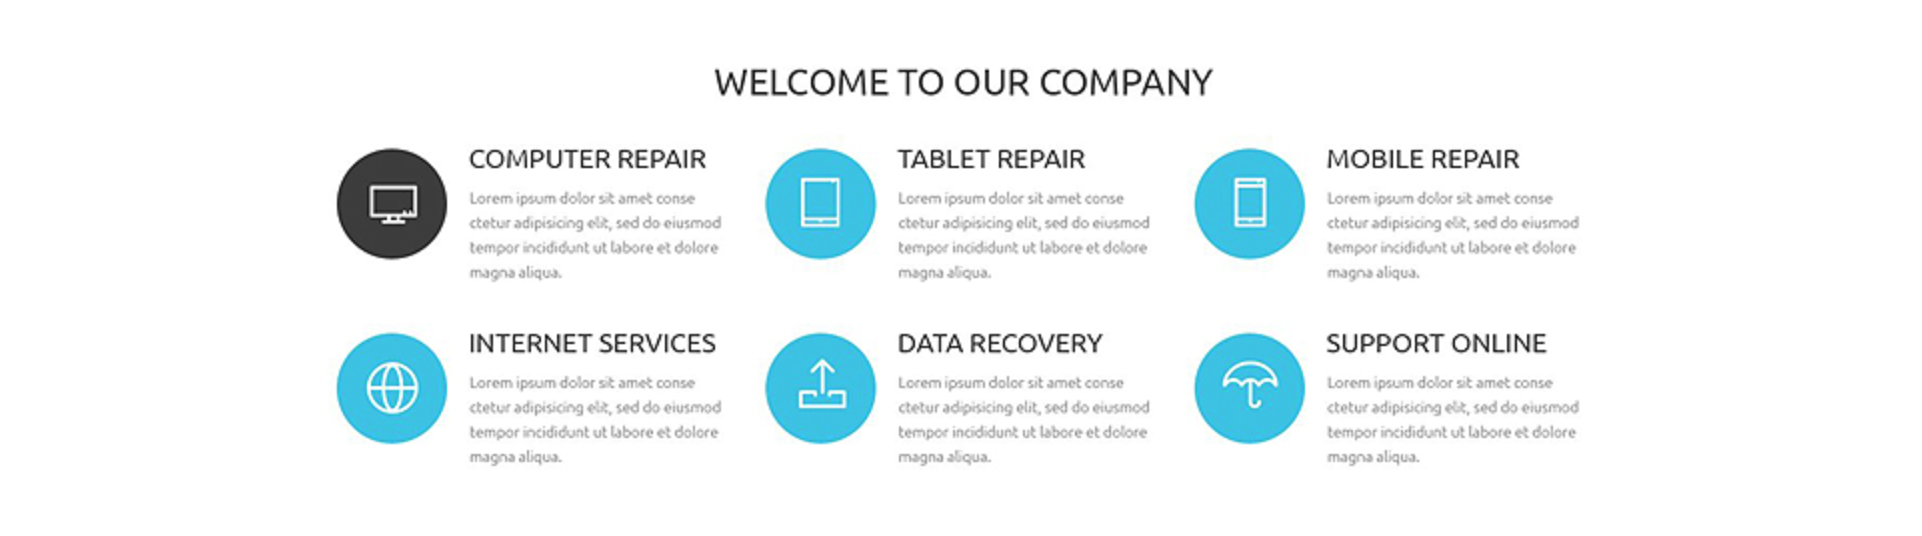 WELCOME TO OUR COMPANY
COMPUTER REPAIR
Lorem ipsum dolor sit amet conse
ctetur adipisicing elit, sed do eiusmod
tempor incididunt ut labore et dolore
magna aliqua.
TABLET REPAIR
Lorem ipsum dolor sit amet conse
ctetur adipisicing elit, sed do eiusmod
tempor incididunt ut labore et dolore
magna aliqua.
MOBILE REPAIR
Lorem ipsum dolor sit amet conse
ctetur adipisicing elit, sed do eiusmod
tempor incididunt ut labore et dolore
magna aliqua.
INTERNET SERVICES
Lorem ipsum dolor sit amet conse
ctetur adipisicing elit, sed do eiusmod
tempor incididunt ut labore et dolore
magna aliqua.
DATA RECOVERY
Lorem ipsum dolor sit amet conse
ctetur adipisicing elit, sed do eiusmod
tempor incididunt ut labore et dolore
magna aliqua.
SUPPORT ONLINE
Lorem ipsum dolor sit amet conse
ctetur adipisicing elit, sed do eiusmod
tempor incididunt ut labore et dolore
magna aliqua.